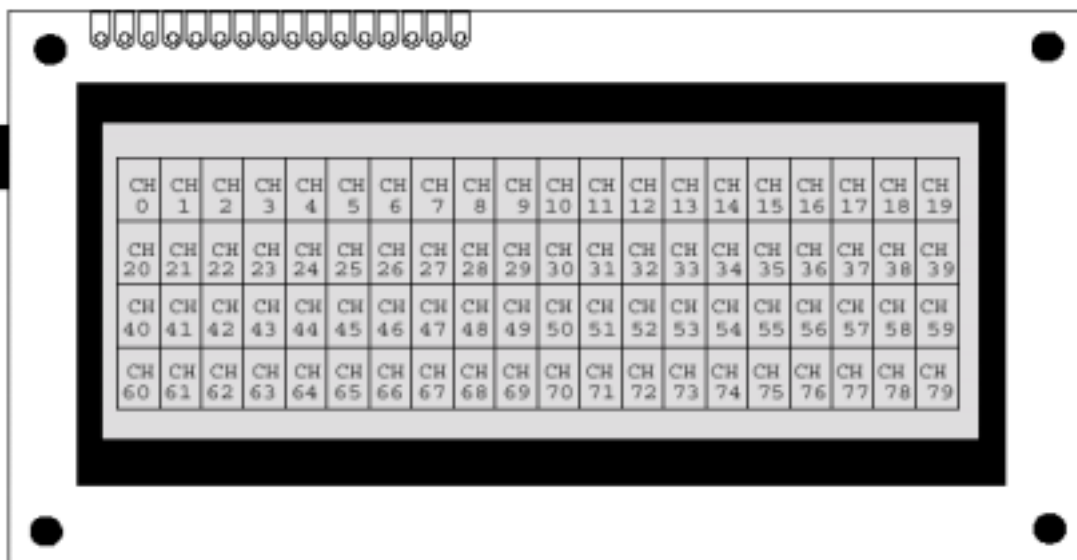 CH CH CH CH CH CH CH CH CH CH CH CH CH CH CH CH CH CH CH CH
0 1 2 3 4 5 6 7 8 9 10 11 12 13 14 15 16 17 18 19
CH CH CH CH CH CH CH CH CH CH CH CH CH CH CH CH CH CH CH CH
20 21 22 23 24 25 26 27 28 29 30 31 32 33 34 35 36 37 38 39
CH CH CH CH CH CH CH CH CH CH CH CH CH CH CH CH CH CH CH CH
40 41 42 43 44 45 46 47 48 49 50 51 52 53 54 55 56 57 58 59
CH CH CH CH CH CH CH CH CH CH CH CH CH CH CH CH CH CH CH CH
60 61 62 63 64 65 66 67 68 69 70 71 72 73 74 75 76 77 78 79